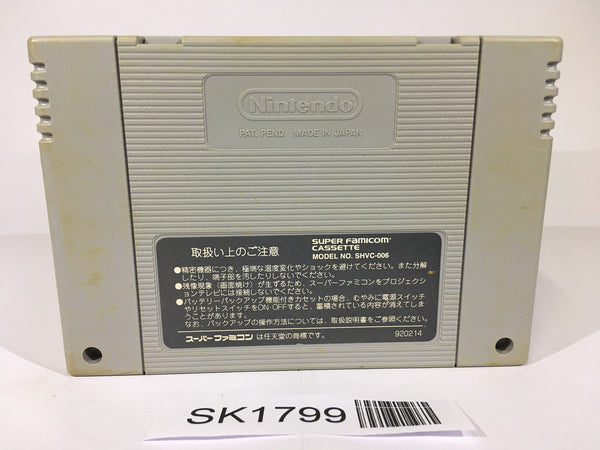 Nintendo
PAT. PEND. MADE IN JAPAN
取扱い上のご注意
SUPER FAMICOM
CASSETTE
MODEL NO. SHVC-006
●精密機器につき、極端な温度変化やショックを避けてください。また分解
したり、端子部を汚したりしないでください。
●残像現象（画面焼け）が生ずるため、スーパーファミコンをプロジェクシ
ョンテレビには接続しないでください。
●バッテリーバックアップ機能付きカセットの場合、むやみに電源スイッチ
やリセットスイッチをON·OFFすると、蓄積されている内容が消えてしま
うことがあります。
なお、バックアップの操作方法については、取扱説明書をご参照ください。
スーパーファミコン は任天堂の商標です。
920214
SK1799